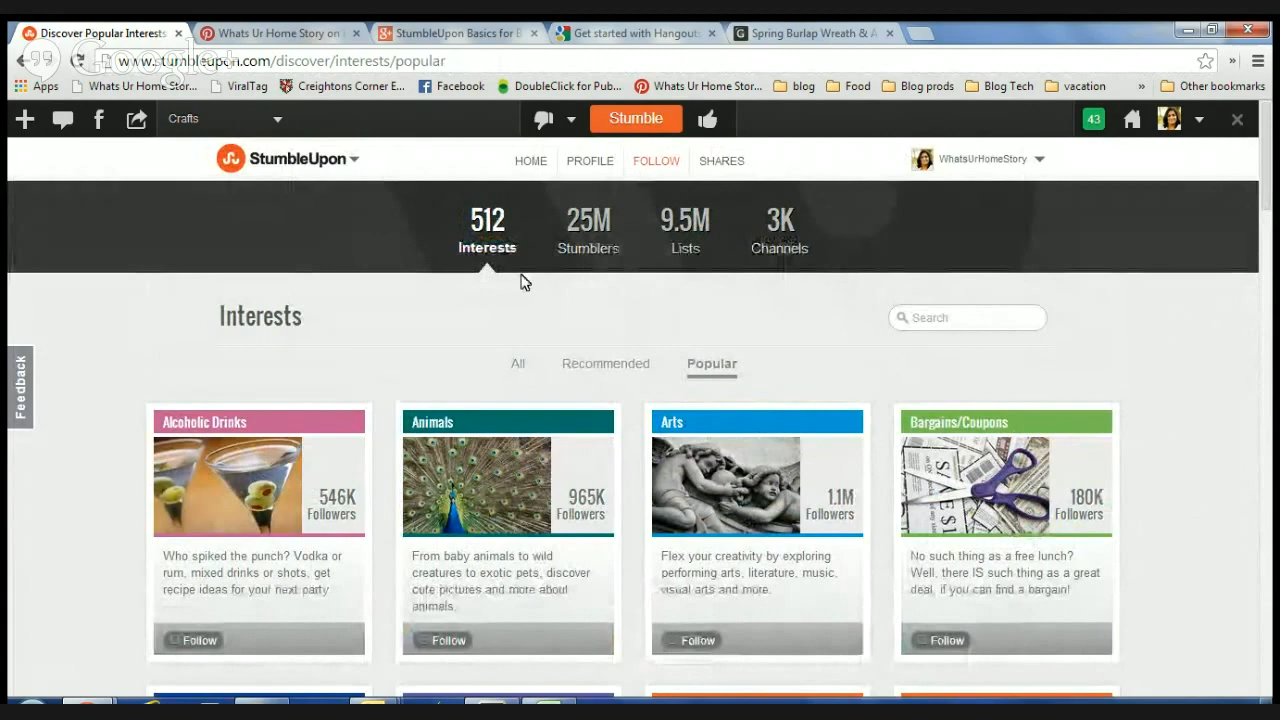 Discover Popular Interests
Whats Ur Home Story on
StumbleUpon Basics for B
Get started with Hangouts
Spring Burlap Wreath & A
Google+
www.stumbleupon.com/discover/interests/popular
Apps
Whats Ur Home Stor...
ViralTag
Creightons Corner E...
Facebook
DoubleClick for Pub...
Whats Ur Home Stor...
blog
Food
Blog prods
Blog Tech
vacation
»
Other bookmarks
Crafts
Stumble
43
StumbleUpon
HOME
PROFILE
FOLLOW
SHARES
WhatsUrHomeStory
512
Interests
25M
Stumblers
9.5M
Lists
3K
Channels
Interests
Search
Feedback
All
Recommended
Popular
Alcoholic Drinks
546K
Followers
Who spiked the punch? Vodka or
rum, mixed drinks or shots, get
recipe ideas for your next party
Follow
Animals
965K
Followers
From baby animals to wild
creatures to exotic pets, discover
cute pictures and more about
animals.
Follow
Arts
1.1M
Followers
Flex your creativity by exploring
performing arts, literature, music,
visual arts and more.
Follow
Bargains/Coupons
180K
Followers
No such thing as a free lunch?
Well, there IS such thing as a great
deal, if you can find a bargain!
Follow